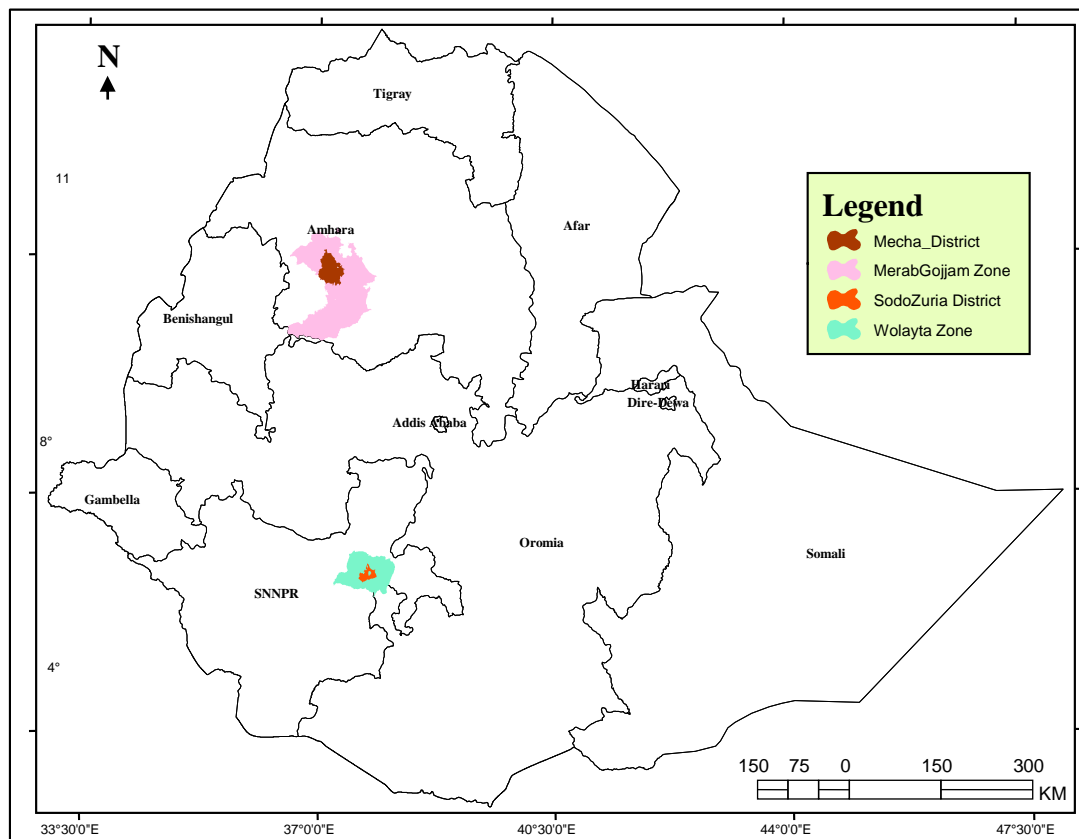 N
Tigray
11
Amhara
Afar
Legend
Mecha_District
MerabGojjam Zone
SodoZuria District
Wolayta Zone
Benishangul
Harari
Dire-Dewa
Addis Ababa
8°
Gambella
Oromia
Somali
SNNPR
4°
150 75 0 150 300
KM
33°30'0"E 37°0'0"E 40°30'0"E 44°0'0"E 47°30'0"E